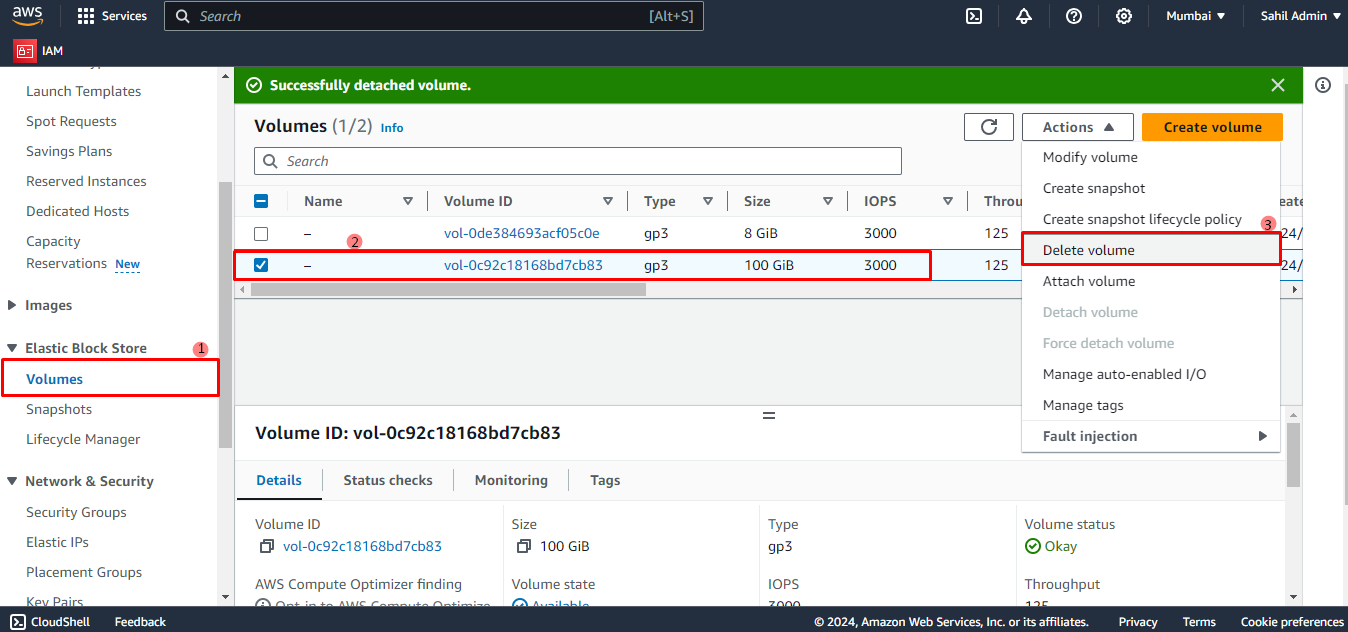 aws
Services
Search
[Alt+S]
Mumbai
Sahil Admin
IAM
Launch Templates
Spot Requests
Savings Plans
Reserved Instances
Dedicated Hosts
Capacity
Reservations New
Images
Elastic Block Store
1
Volumes
Snapshots
Lifecycle Manager
Network & Security
Security Groups
Elastic IPs
Placement Groups
Key Pairs
Successfully detached volume.
Volumes (1/2) Info
Actions
Create volume
Search
Name Volume ID Type Size IOPS Throu
– vol-0de384693acf05c0e gp3 8 GiB 3000 125
2
– vol-0c92c18168bd7cb83 gp3 100 GiB 3000 125
Modify volume
Create snapshot
Create snapshot lifecycle policy
3
Delete volume
Attach volume
Detach volume
Force detach volume
Manage auto-enabled I/O
Manage tags
Fault injection
eate
24/
24/
Volume ID: vol-0c92c18168bd7cb83
Details Status checks Monitoring Tags
Volume ID Size Type Volume status
vol-0c92c18168bd7cb83 100 GiB gp3 Okay
AWS Compute Optimizer finding Volume state IOPS Throughput
Opt-in to AWS Compute Optimize Available 3000 125
CloudShell Feedback © 2024, Amazon Web Services, Inc. or its affiliates. Privacy Terms Cookie preferences